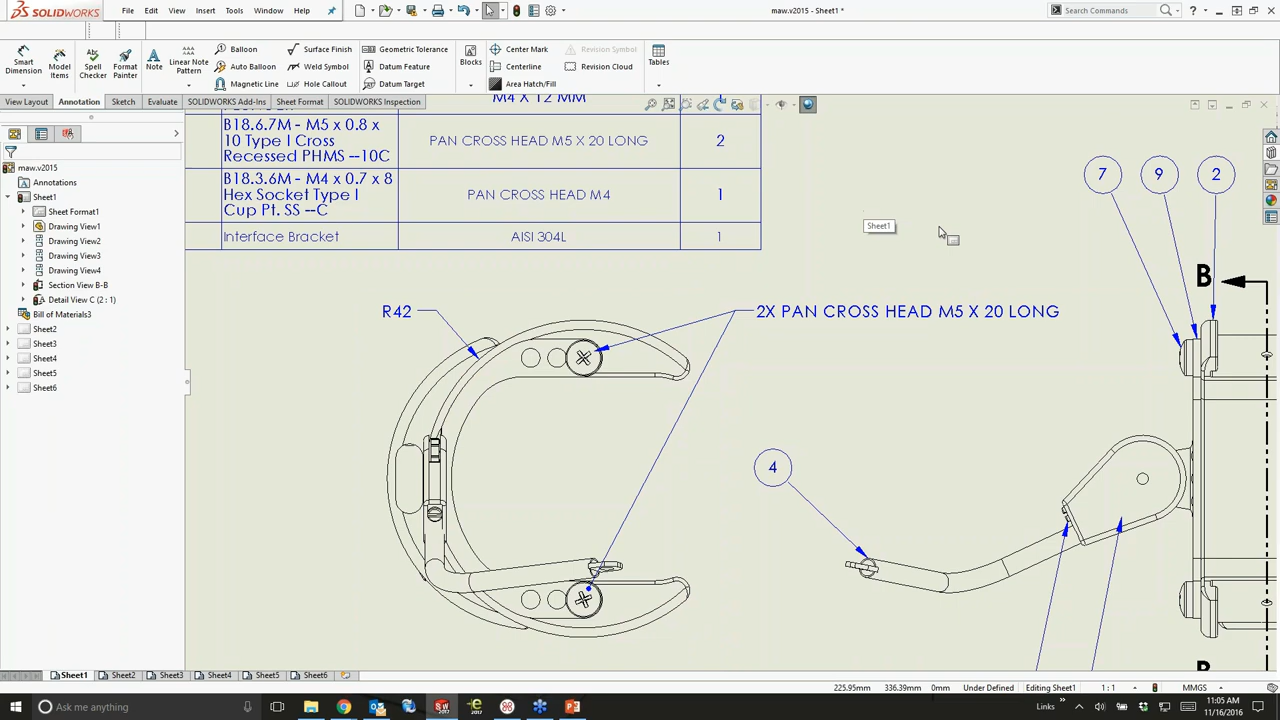 SOLIDWORKS File Edit View Insert Tools Window Help maw.v2015 - Sheet1 * Search Commands
Smart Dimension Model Items Spell Checker Format Painter Note Linear Note Pattern Balloon Auto Balloon Magnetic Line Surface Finish Weld Symbol Hole Callout Geometric Tolerance Datum Feature Datum Target Blocks Center Mark Centerline Area Hatch/Fill Revision Symbol Revision Cloud Tables
View Layout Annotation Sketch Evaluate SOLIDWORKS Add-Ins Sheet Format SOLIDWORKS Inspection
maw.v2015
Annotations
Sheet1
Sheet Format1
Drawing View1
Drawing View2
Drawing View3
Drawing View4
Section View B-B
Detail View C (2 : 1)
Bill of Materials3
Sheet2
Sheet3
Sheet4
Sheet5
Sheet6
M4 X 12 MM
B18.6.7M - M5 x 0.8 x
10 Type I Cross
Recessed PHMS --10C
PAN CROSS HEAD M5 X 20 LONG
2
B18.3.6M - M4 x 0.7 x 8
Hex Socket Type I
Cup Pt. SS --C
PAN CROSS HEAD M4
1
Interface Bracket
AISI 304L
1
Sheet1
7 9 2
B
R42
2X PAN CROSS HEAD M5 X 20 LONG
4
Sheet1 Sheet2 Sheet3 Sheet4 Sheet5 Sheet6
225.95mm 336.39mm 0mm Under Defined Editing Sheet1 1 : 1 MMGS
Ask me anything
Links
11:05 AM
11/16/2016